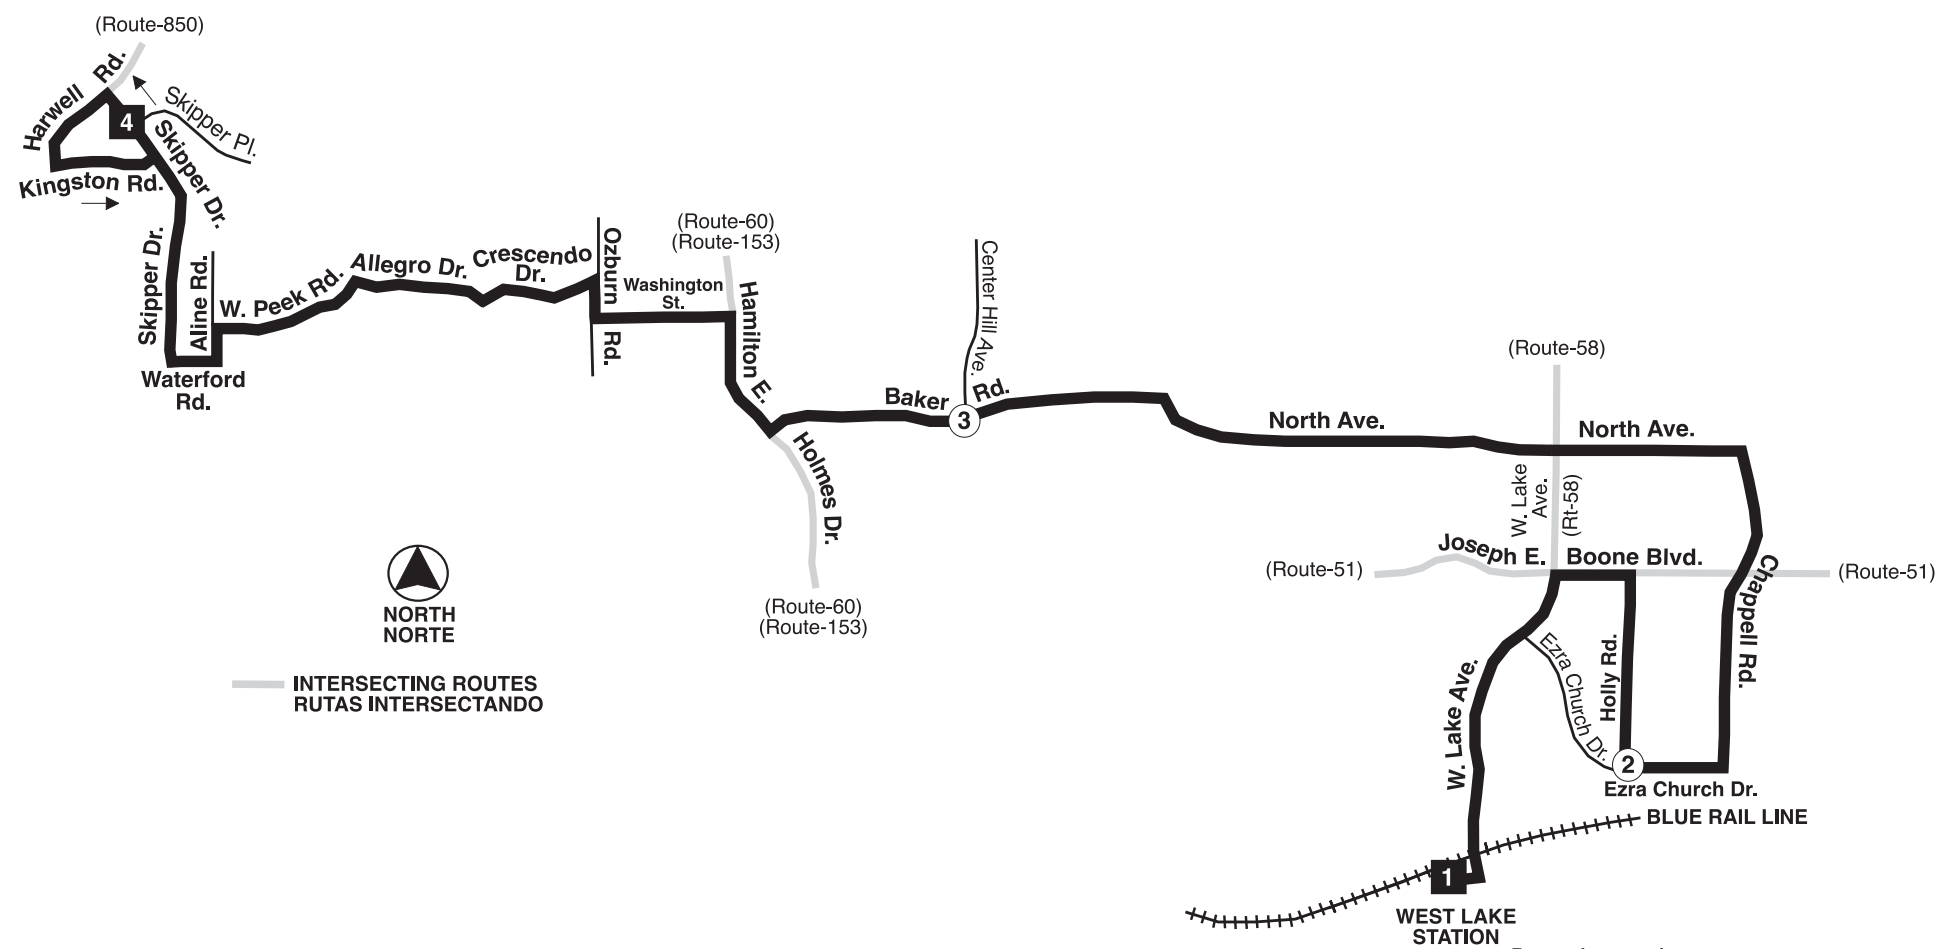 (Route-850)
Harwell Rd.
4
Skipper Pl.
Skipper Dr.
Kingston Rd.
Skipper Dr.
Aline Rd.
Waterford
Rd.
W. Peek Rd.
Allegro Dr.
Crescendo
Dr.
Ozburn Rd.
Washington
St.
(Route-60)
(Route-153)
Hamilton E.
Holmes Dr.
(Route-60)
(Route-153)
Baker Rd.
3
Center Hill Ave.
North Ave.
(Route-58)
North Ave.
W. Lake
Ave.
(Rt-58)
Joseph E. Boone Blvd.
(Route-51)
(Route-51)
Chappell Rd.
Holly Rd.
Ezra Church Dr.
W. Lake Ave.
2
Ezra Church Dr.
BLUE RAIL LINE
1
WEST LAKE
STATION
NORTH
NORTE
INTERSECTING ROUTES
RUTAS INTERSECTANDO